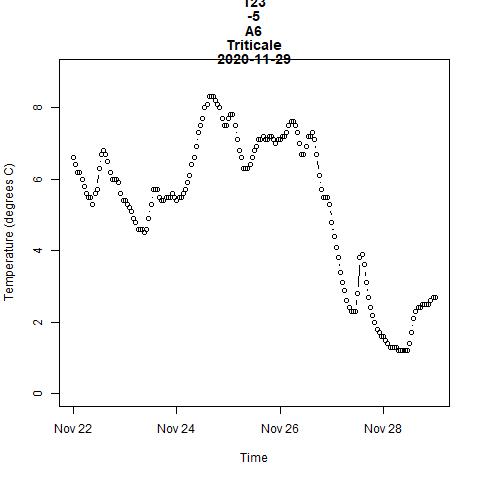 123
-5
A6
Triticale
2020-11-29
Temperature (degrees C)
8
6
4
2
0
Nov 22
Nov 24
Nov 26
Nov 28
Time